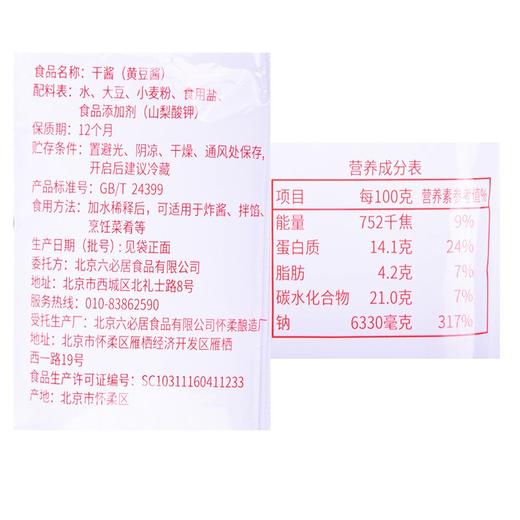 食品名称：干酱（黄豆酱）
配料表：水、大豆、小麦粉、食用盐、
食品添加剂（山梨酸钾）
保质期：12个月
贮存条件：置避光、阴凉、干燥、通风处保存，
开启后建议冷藏
产品标准号：GB/T 24399
食用方法：加水稀释后，可适用于炸酱、拌馅、
烹饪菜肴等
生产日期（批号）：见袋正面
委托方：北京六必居食品有限公司
地址：北京市西城区北礼士路8号
服务热线：010-83862590
受托生产厂：北京六必居食品有限公司怀柔酿造厂
地址：北京市怀柔区雁栖经济开发区雁栖
西一路19号
食品生产许可证编号：SC10311160411233
产地：北京市怀柔区
营养成分表
项目 每100克 营养素参考值%
能量 752千焦 9%
蛋白质 14.1克 24%
脂肪 4.2克 7%
碳水化合物 21.0克 7%
钠 6330毫克 317%